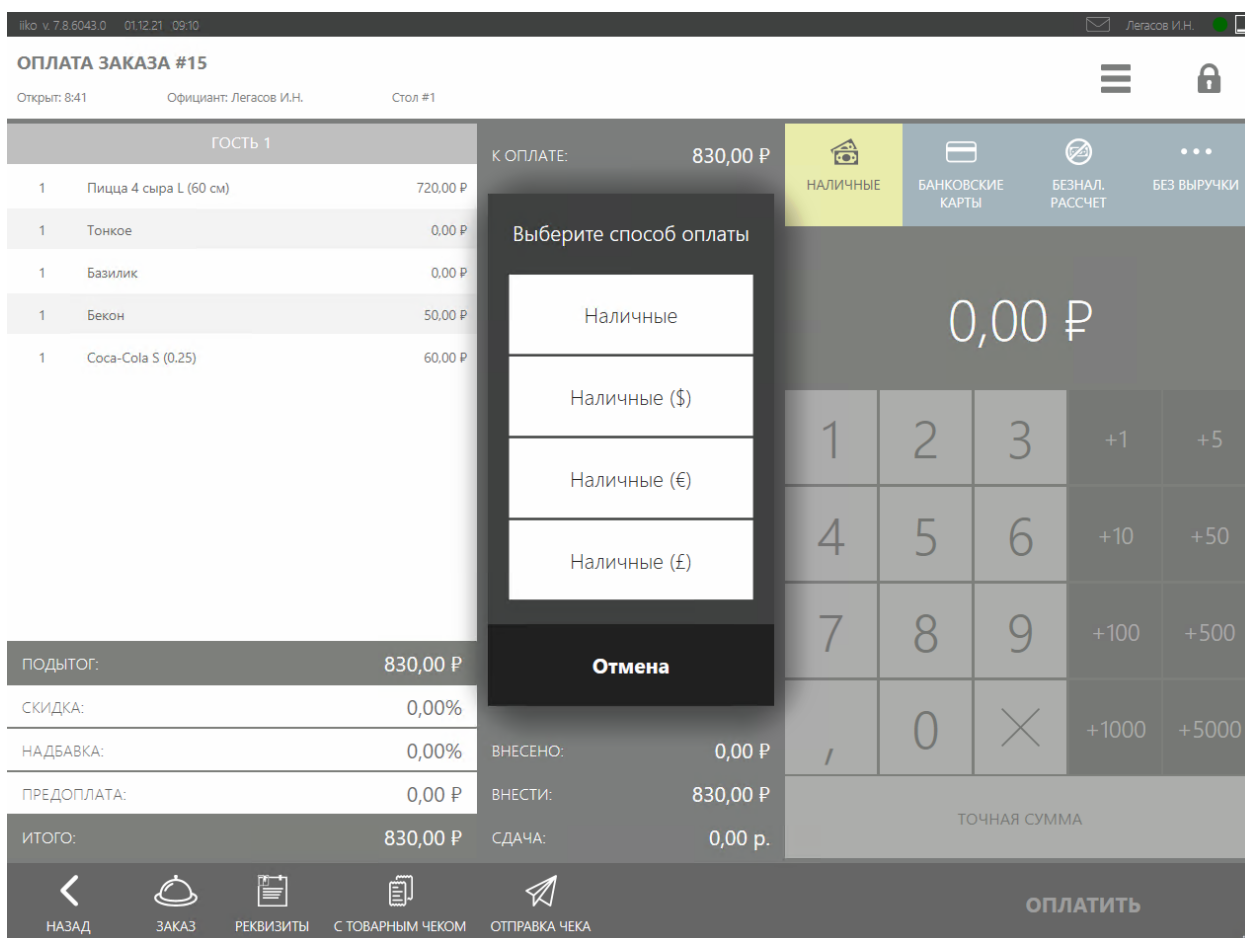 iiko v. 7.8.6043.0 01.12.21 09:10 Легасов И.Н.
ОПЛАТА ЗАКАЗА #15
Открыт: 8:41 Официант: Легасов И.Н. Стол #1
ГОСТЬ 1
1 Пицца 4 сыра L (60 см) 720,00 ₽
1 Тонкое 0,00 ₽
1 Базилик 0,00 ₽
1 Бекон 50,00 ₽
1 Coca-Cola S (0.25) 60,00 ₽
ПОДЫТОГ: 830,00 ₽
СКИДКА: 0,00%
НАДБАВКА: 0,00%
ПРЕДОПЛАТА: 0,00 ₽
ИТОГО: 830,00 ₽
К ОПЛАТЕ: 830,00 ₽
Выберите способ оплаты
Наличные
Наличные ($)
Наличные (€)
Наличные (£)
Отмена
ВНЕСЕНО: 0,00 ₽
ВНЕСТИ: 830,00 ₽
СДАЧА: 0,00 р.
НАЛИЧНЫЕ
БАНКОВСКИЕ
КАРТЫ
БЕЗНАЛ.
РАССЧЕТ
БЕЗ ВЫРУЧКИ
0,00 ₽
1 2 3 +1 +5
4 5 6 +10 +50
7 8 9 +100 +500
, 0 +1000 +5000
ТОЧНАЯ СУММА
НАЗАД ЗАКАЗ РЕКВИЗИТЫ С ТОВАРНЫМ ЧЕКОМ ОТПРАВКА ЧЕКА
ОПЛАТИТЬ